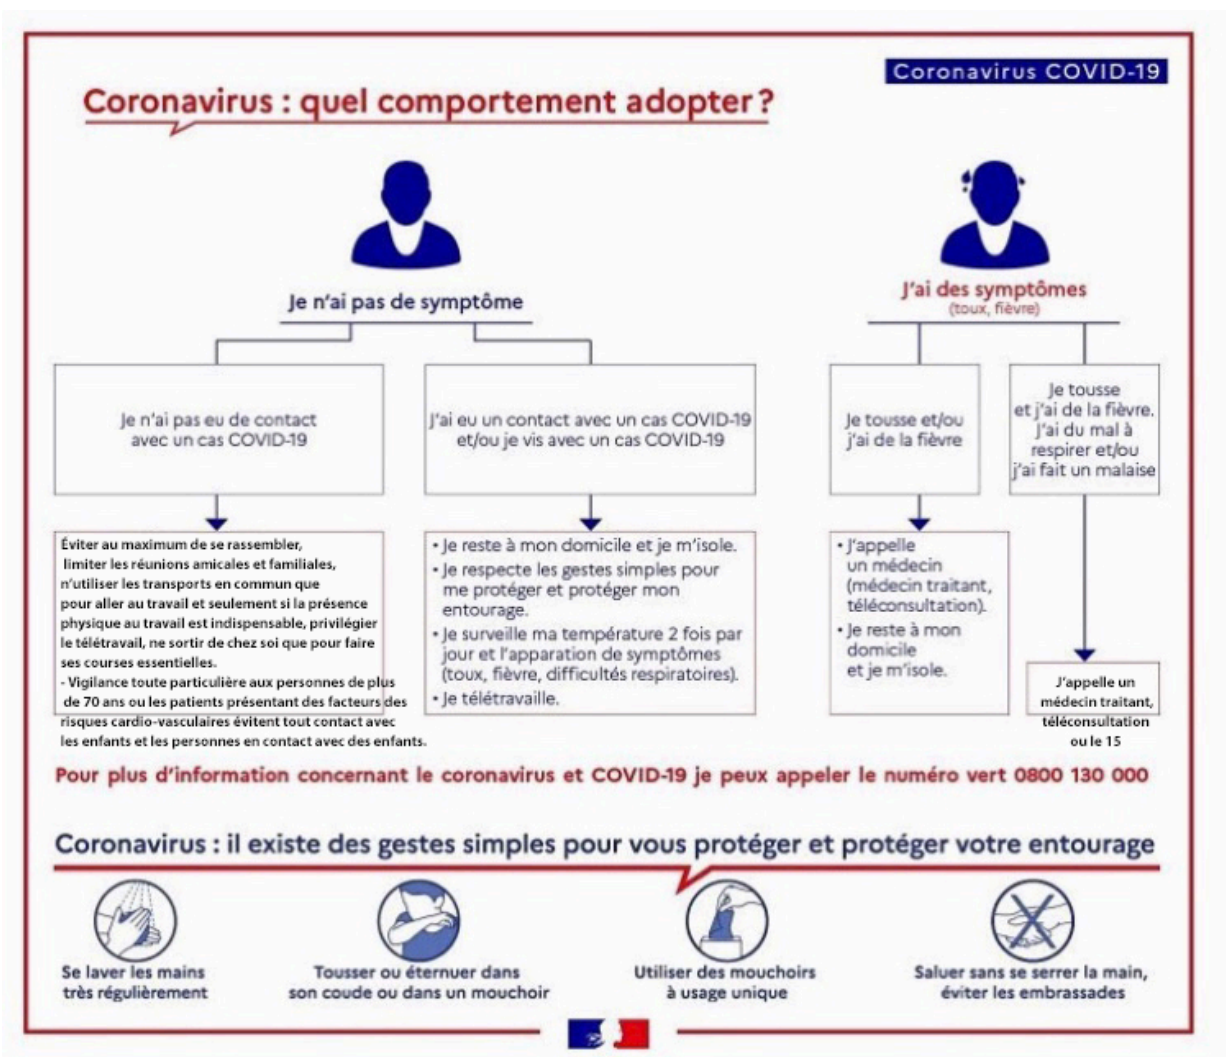 Coronavirus COVID-19
Coronavirus : quel comportement adopter ?
Je n'ai pas de symptôme
J'ai des symptômes
(toux, fièvre)
Je n'ai pas eu de contact
avec un cas COVID-19
J'ai eu un contact avec un cas COVID-19
et/ou je vis avec un cas COVID-19
Je tousse et/ou
j'ai de la fièvre
Je tousse
et j'ai de la fièvre.
J'ai du mal à
respirer et/ou
j'ai fait un malaise
Éviter au maximum de se rassembler,
limiter les réunions amicales et familiales,
n'utiliser les transports en commun que
pour aller au travail et seulement si la présence
physique au travail est indispensable, privilégier
le télétravail, ne sortir de chez soi que pour faire
ses courses essentielles.
- Vigilance toute particulière aux personnes de plus
de 70 ans ou les patients présentant des facteurs des
risques cardio-vasculaires évitent tout contact avec
les enfants et les personnes en contact avec des enfants.
• Je reste à mon domicile et je m'isole.
• Je respecte les gestes simples pour
me protéger et protéger mon
entourage.
• Je surveille ma température 2 fois par
jour et l'apparation de symptômes
(toux, fièvre, difficultés respiratoires).
• Je télétravaille.
• J'appelle
un médecin
(médecin traitant,
téléconsultation).
• Je reste à mon
domicile
et je m'isole.
J'appelle un
médecin traitant,
téléconsultation
ou le 15
Pour plus d'information concernant le coronavirus et COVID-19 je peux appeler le numéro vert 0800 130 000
Coronavirus : il existe des gestes simples pour vous protéger et protéger votre entourage
Se laver les mains
très régulièrement
Tousser ou éternuer dans
son coude ou dans un mouchoir
Utiliser des mouchoirs
à usage unique
Saluer sans se serrer la main,
éviter les embrassades